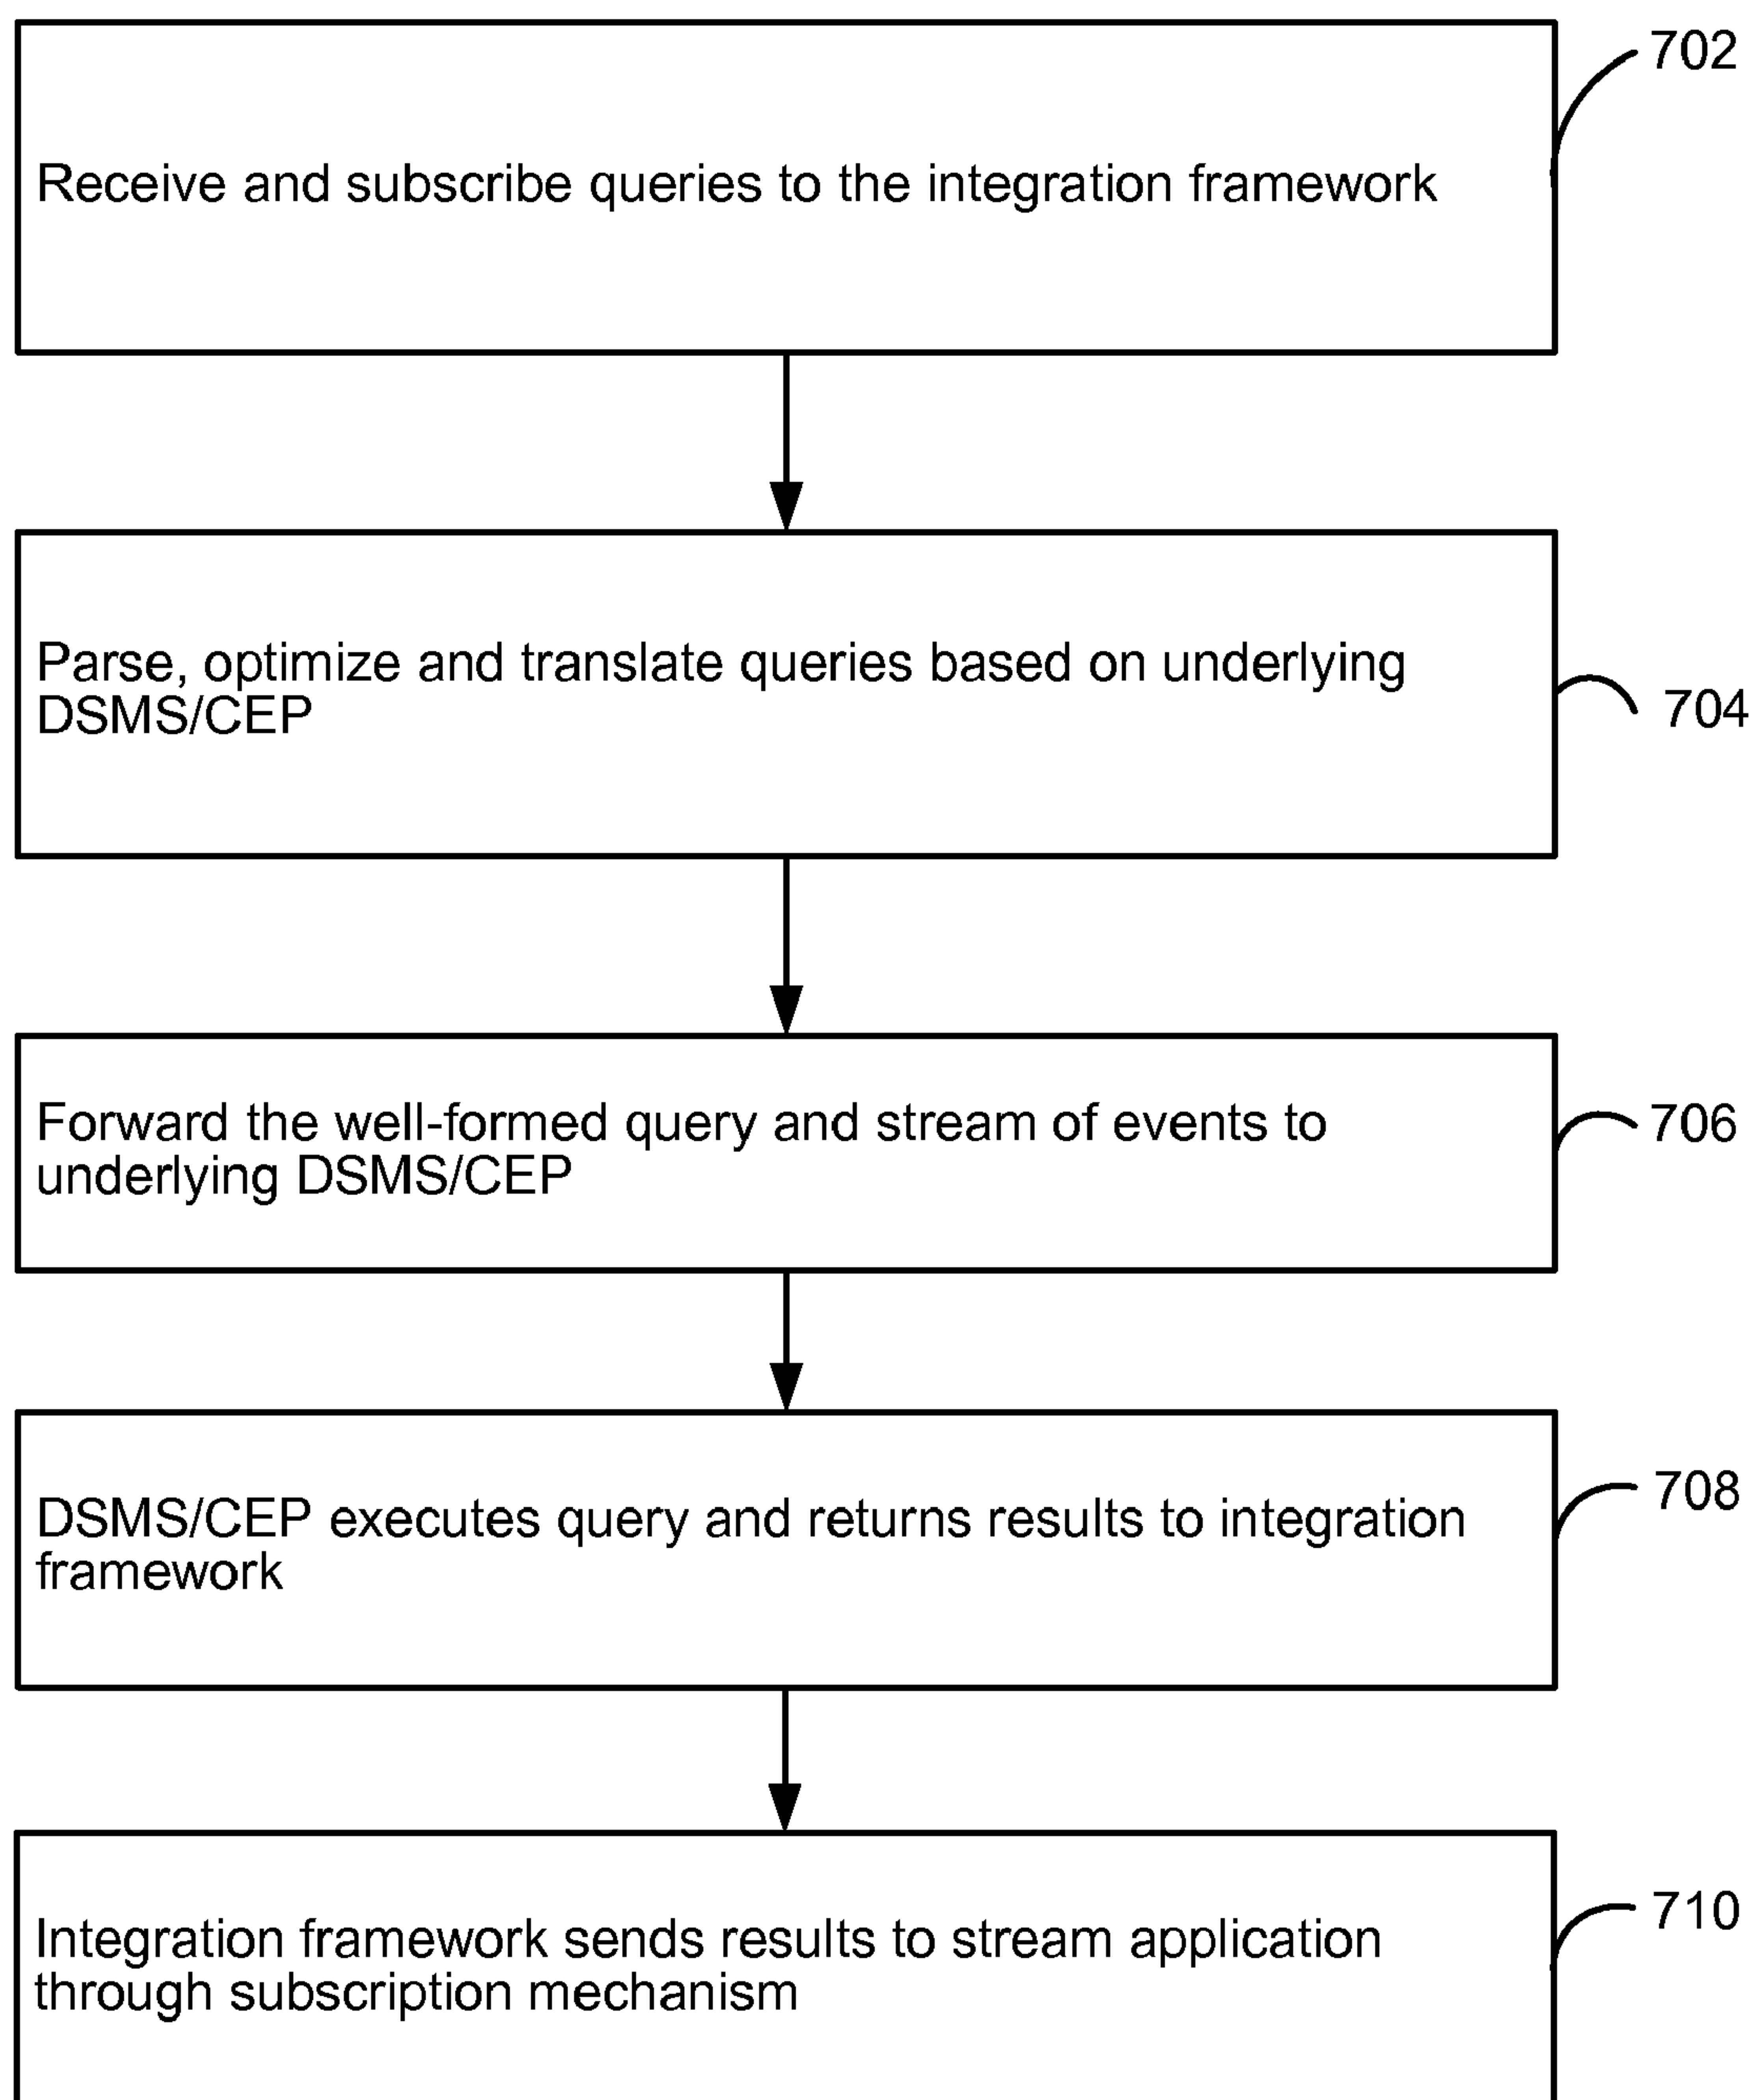 702
Receive and subscribe queries to the integration framework
Parse, optimize and translate queries based on underlying
DSMS/CEP
704
Forward the well-formed query and stream of events to
underlying DSMS/CEP
706
DSMS/CEP executes query and returns results to integration
framework
708
Integration framework sends results to stream application
through subscription mechanism
710